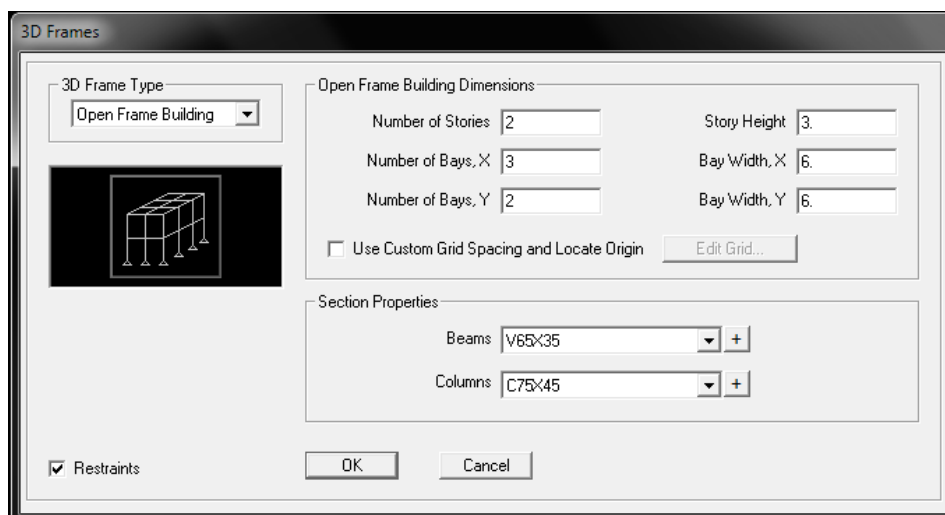 3D Frames
3D Frame Type
Open Frame Building
Open Frame Building Dimensions
Number of Stories 2 Story Height 3.
Number of Bays, X 3 Bay Width, X 6.
Number of Bays, Y 2 Bay Width, Y 6.
Use Custom Grid Spacing and Locate Origin Edit Grid...
Section Properties
Beams V65X35 +
Columns C75X45 +
Restraints OK Cancel